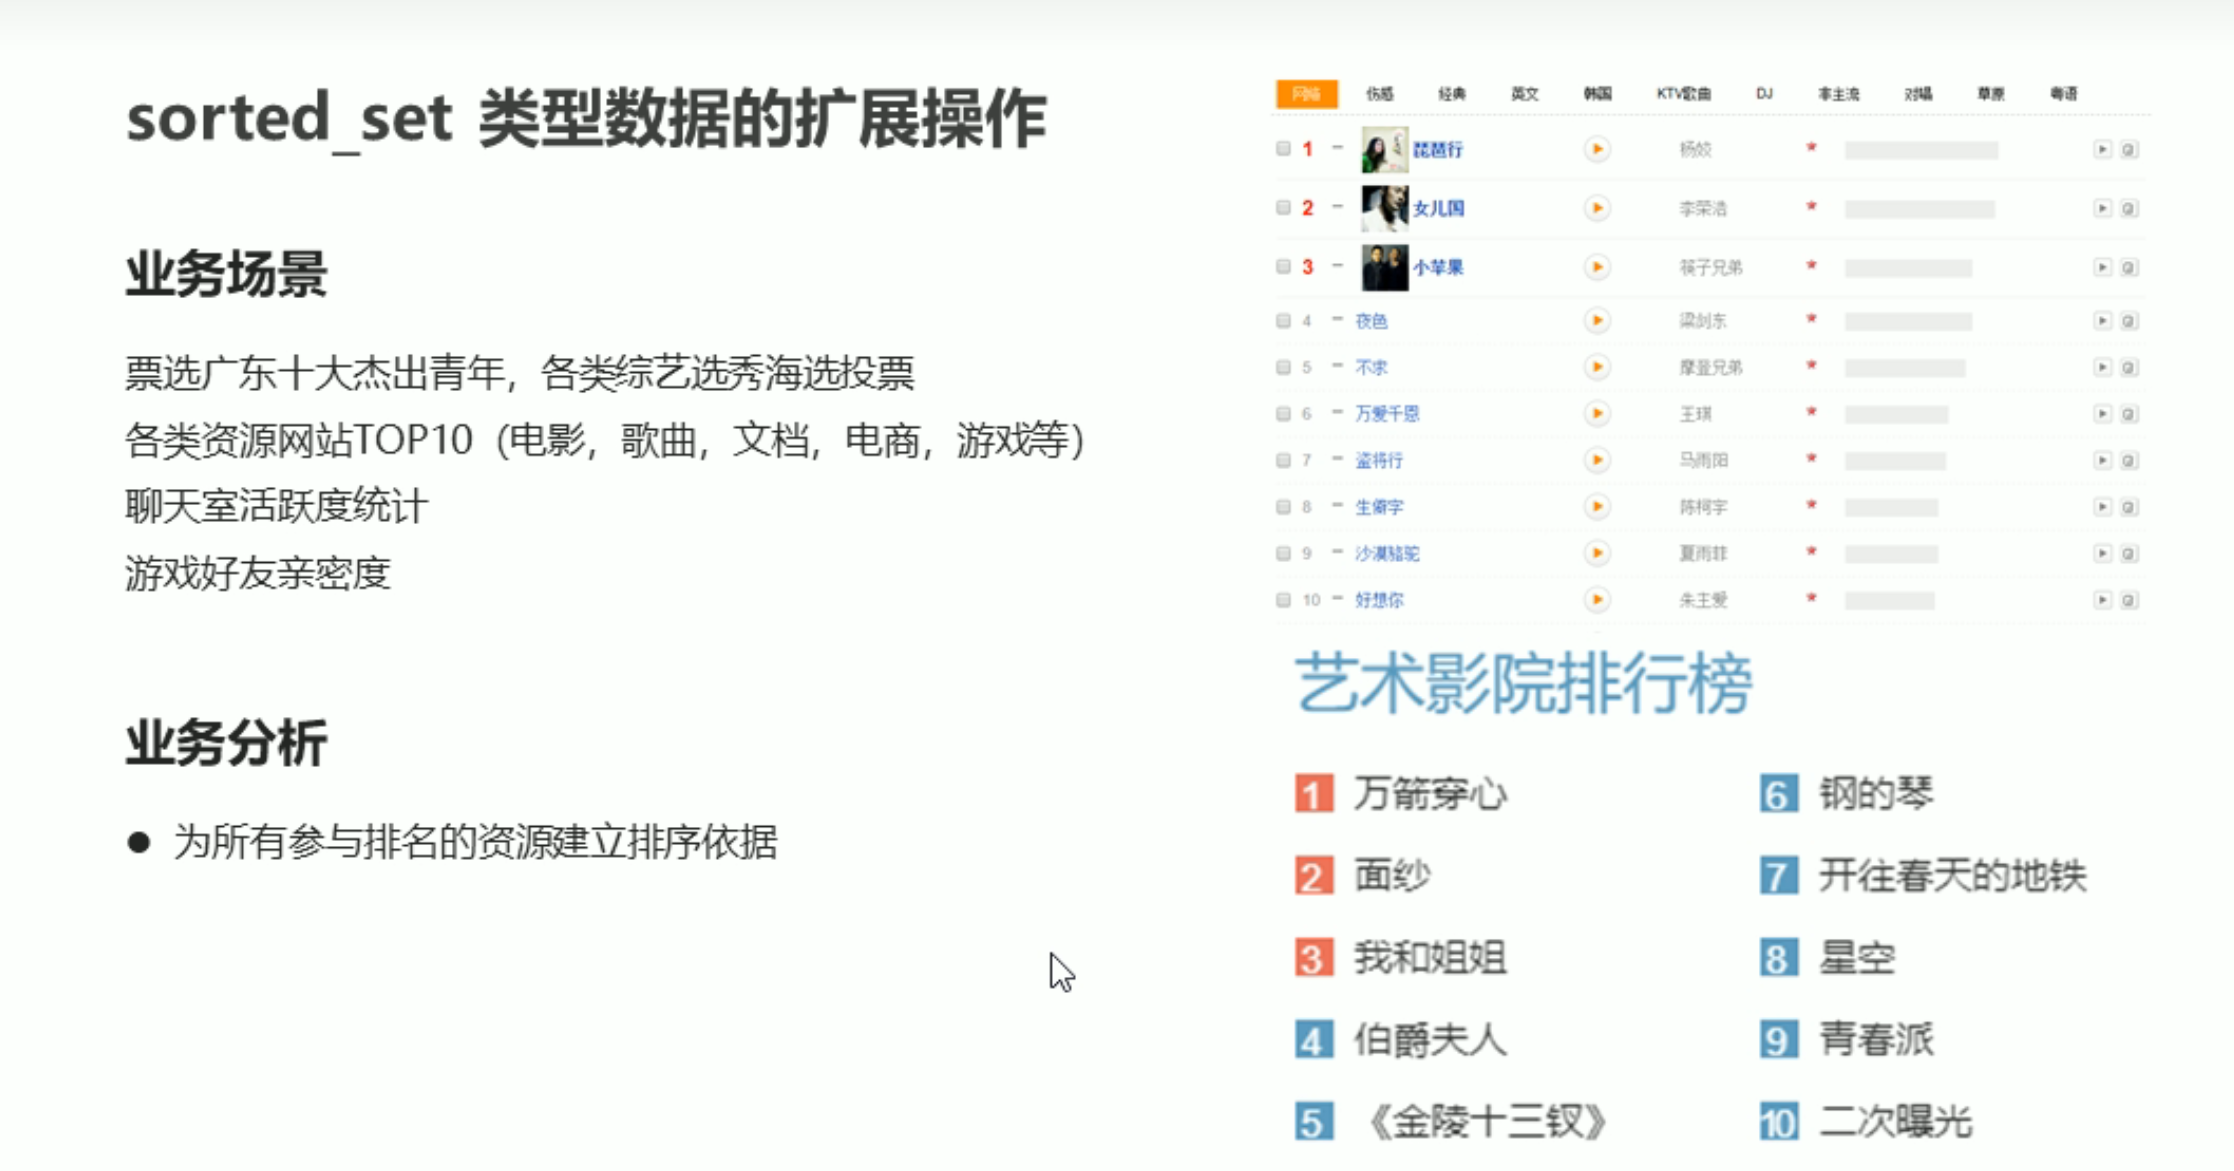 sorted_set 类型数据的扩展操作
业务场景
票选广东十大杰出青年，各类综艺选秀海选投票
各类资源网站TOP10（电影，歌曲，文档，电商，游戏等）
聊天室活跃度统计
游戏好友亲密度
业务分析
● 为所有参与排名的资源建立排序依据
网络 伤感 经典 英文 韩国 KTV歌曲 DJ 非主流 对唱 草原 粤语
1 琵琶行 杨姣
2 女儿国 李荣浩
3 小苹果 筷子兄弟
4 夜色 梁剑东
5 不求 摩登兄弟
6 万爱千恩 王琪
7 盗将行 马雨阳
8 生僻字 陈柯宇
9 沙漠骆驼 夏雨菲
10 好想你 朱主爱
艺术影院排行榜
1 万箭穿心
2 面纱
3 我和姐姐
4 伯爵夫人
5 《金陵十三钗》
6 钢的琴
7 开往春天的地铁
8 星空
9 青春派
10 二次曝光